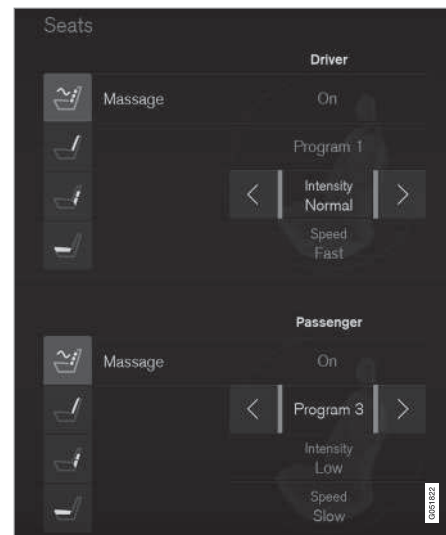 Seats
Driver
Massage On
Program 1
Intensity
Normal
Speed
Fast
Passenger
Massage On
Program 3
Intensity
Low
Speed
Slow
G051822